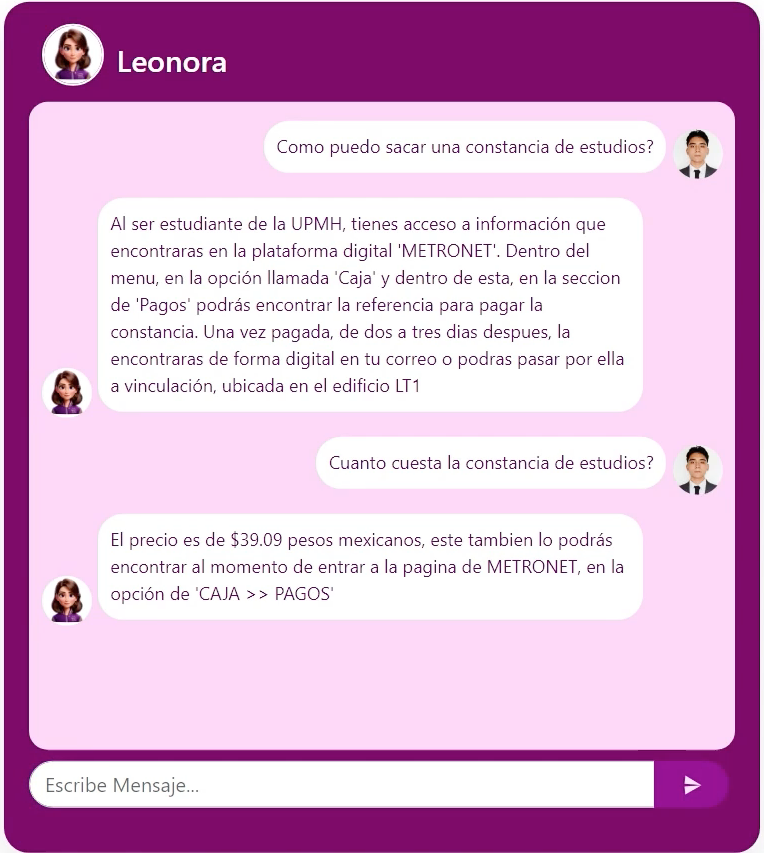 Leonora
Como puedo sacar una constancia de estudios?
Al ser estudiante de la UPMH, tienes acceso a información que
encontraras en la plataforma digital 'METRONET'. Dentro del
menu, en la opción llamada 'Caja' y dentro de esta, en la seccion
de 'Pagos' podrás encontrar la referencia para pagar la
constancia. Una vez pagada, de dos a tres dias despues, la
encontraras de forma digital en tu correo o podras pasar por ella
a vinculación, ubicada en el edificio LT1
Cuanto cuesta la constancia de estudios?
El precio es de $39.09 pesos mexicanos, este tambien lo podrás
encontrar al momento de entrar a la pagina de METRONET, en la
opción de 'CAJA >> PAGOS'
Escribe Mensaje...